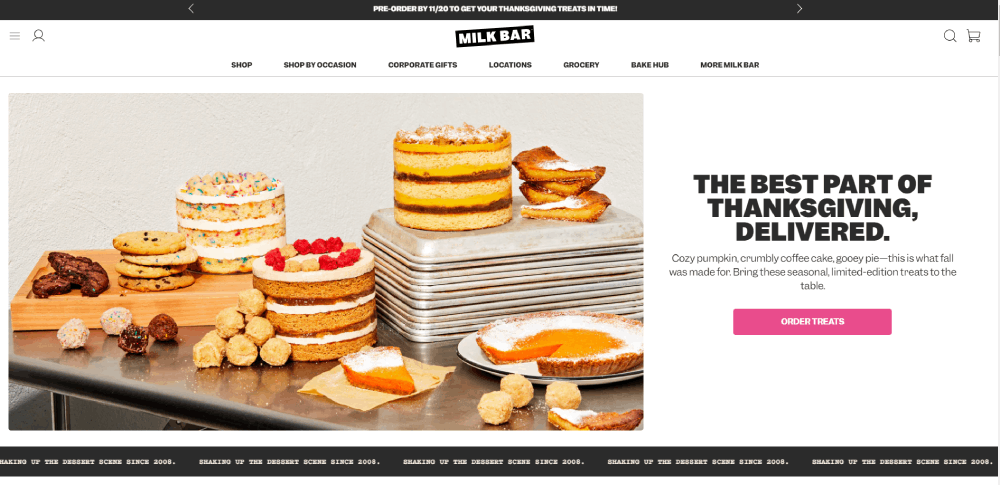 PRE-ORDER BY 11/20 TO GET YOUR THANKSGIVING TREATS IN TIME!
MILK BAR
SHOP SHOP BY OCCASION CORPORATE GIFTS LOCATIONS GROCERY BAKE HUB MORE MILK BAR
THE BEST PART OF
THANKSGIVING,
DELIVERED.
Cozy pumpkin, crumbly coffee cake, gooey pie—this is what fall
was made for. Bring these seasonal, limited-edition treats to the
table.
ORDER TREATS
HAKING UP THE DESSERT SCENE SINCE 2008. SHAKING UP THE DESSERT SCENE SINCE 2008. SHAKING UP THE DESSERT SCENE SINCE 2008. SHAKING UP THE DESSERT SCENE SINCE 2008. SHAKING UP THE DESSERT SCENE SINCE 2008.